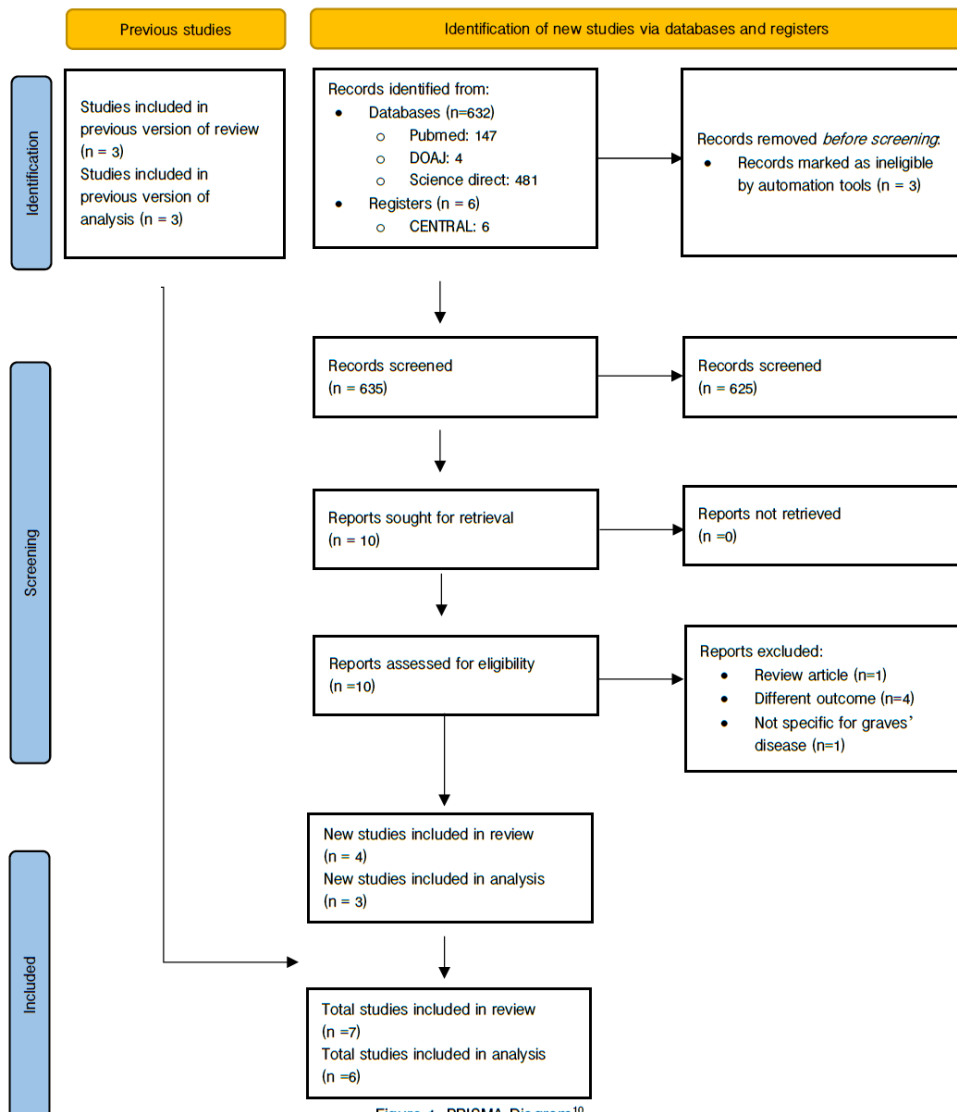 Previous studies
Identification of new studies via databases and registers
Identification
Studies included in
previous version of review
(n = 3)
Studies included in
previous version of
analysis (n = 3)
Records identified from:
• Databases (n=632)
○ Pubmed: 147
○ DOAJ: 4
○ Science direct: 481
• Registers (n = 6)
○ CENTRAL: 6
Records removed before screening:
• Records marked as ineligible
by automation tools (n = 3)
Screening
Records screened
(n = 635)
Records screened
(n = 625)
Reports sought for retrieval
(n = 10)
Reports not retrieved
(n =0)
Reports assessed for eligibility
(n =10)
Reports excluded:
• Review article (n=1)
• Different outcome (n=4)
• Not specific for graves’
disease (n=1)
Included
New studies included in review
(n = 4)
New studies included in analysis
(n = 3)
Total studies included in review
(n =7)
Total studies included in analysis
(n =6)
Figure 1. PRISMA Diagram¹⁰